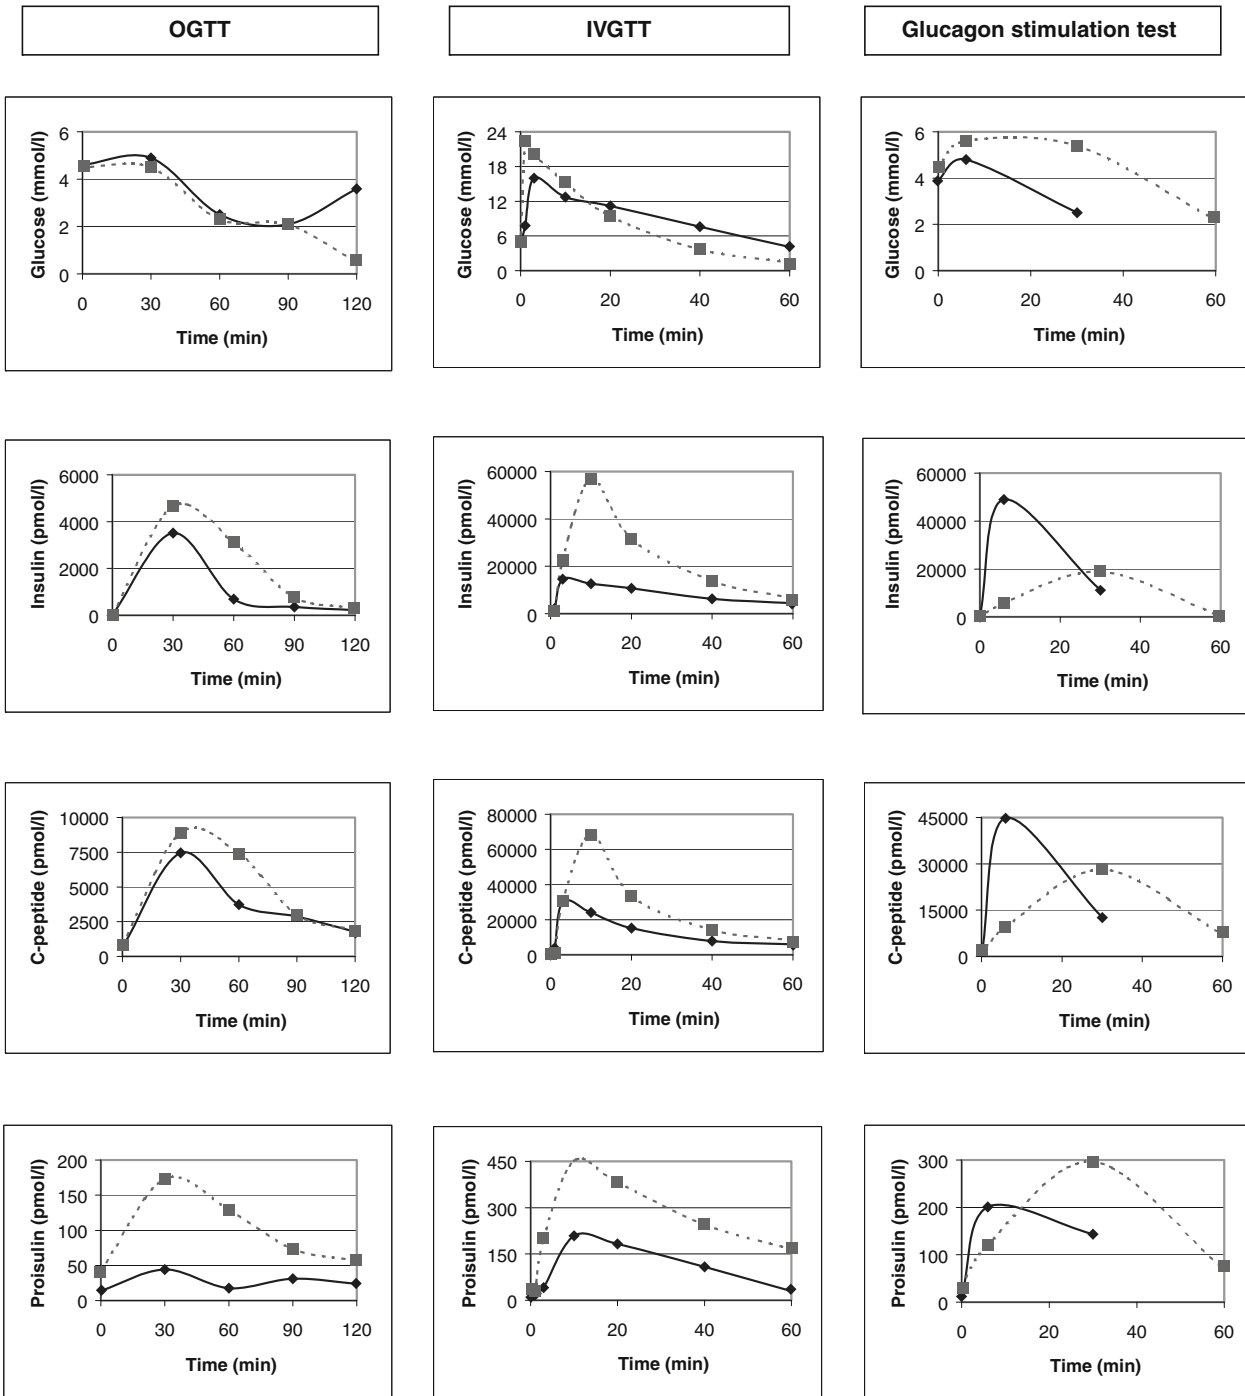 OGTT
IVGTT
Glucagon stimulation test
Glucose (mmol/l)
6
4
2
0
0 30 60 90 120
Time (min)
Glucose (mmol/l)
24
18
12
6
0
0 20 40 60
Time (min)
Glucose (mmol/l)
6
4
2
0
0 20 40 60
Time (min)
Insulin (pmol/l)
6000
4000
2000
0
0 30 60 90 120
Time (min)
Insulin (pmol/l)
60000
40000
20000
0
0 20 40 60
Time (min)
Insulin (pmol/l)
60000
40000
20000
0
0 20 40 60
Time (min)
C-peptide (pmol/l)
10000
7500
5000
2500
0
0 30 60 90 120
Time (min)
C-peptide (pmol/l)
80000
60000
40000
20000
0
0 20 40 60
Time (min)
C-peptide (pmol/l)
45000
30000
15000
0
0 20 40 60
Time (min)
Proisulin (pmol/l)
200
150
100
50
0
0 30 60 90 120
Time (min)
Proisulin (pmol/l)
450
300
150
0
0 20 40 60
Time (min)
Proisulin (pmol/l)
300
200
100
0
0 20 40 60
Time (min)